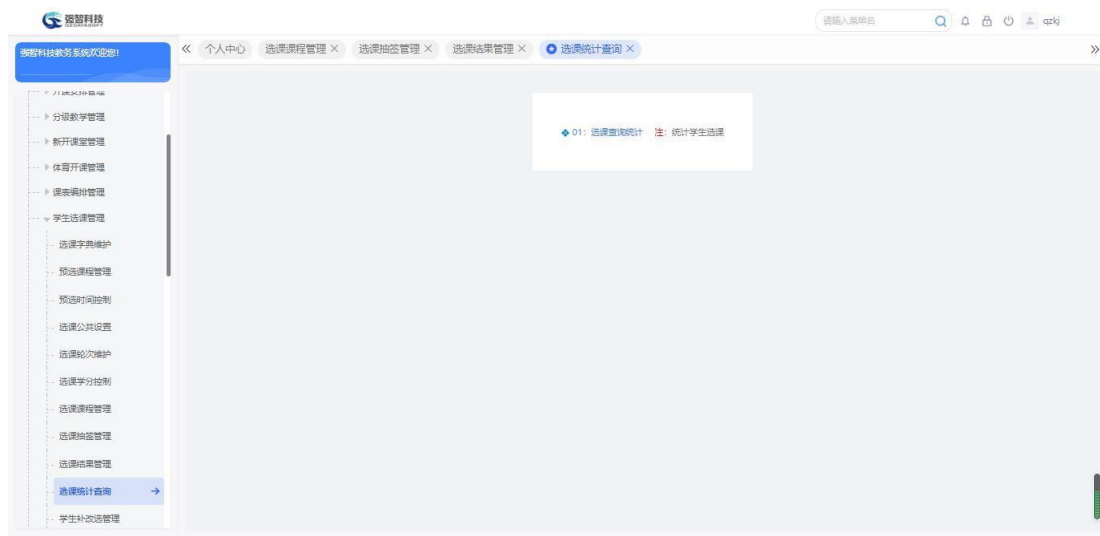 强智科技
QZDATASOFT
请输入菜单名
qzkj
强智科技教务系统欢迎您!
个人中心 选课课程管理 × 选课抽签管理 × 选课结果管理 × 选课统计查询 ×
开课安排管理
分级教学管理
新开课堂管理
体育开课管理
课表编排管理
学生选课管理
选课字典维护
预选课程管理
预选时间控制
选课公共设置
选课轮次维护
选课学分控制
选课课程管理
选课抽签管理
选课结果管理
选课统计查询
学生补改选管理
01: 选课查询统计 注: 统计学生选课